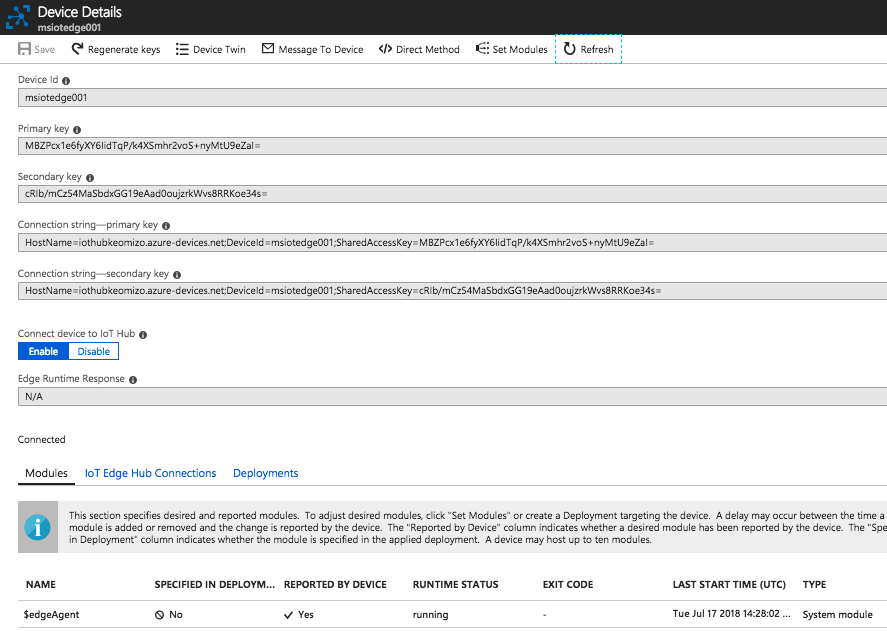 Device Details
msiotedge001
Save Regenerate keys Device Twin Message To Device Direct Method Set Modules Refresh
Device Id
msiotedge001
Primary key
MBZPcx1e6fyXY6IidTqP/k4XSmhr2voS+nyMtU9eZaI=
Secondary key
cRIb/mCz54MaSbdxGG19eAad0oujzrkWvs8RRKoe34s=
Connection string—primary key
HostName=iothubkeomizo.azure-devices.net;DeviceId=msiotedge001;SharedAccessKey=MBZPcx1e6fyXY6IidTqP/k4XSmhr2voS+nyMtU9eZaI=
Connection string—secondary key
HostName=iothubkeomizo.azure-devices.net;DeviceId=msiotedge001;SharedAccessKey=cRIb/mCz54MaSbdxGG19eAad0oujzrkWvs8RRKoe34s=
Connect device to IoT Hub
Enable Disable
Edge Runtime Response
N/A
Connected
Modules IoT Edge Hub Connections Deployments
This section specifies desired and reported modules. To adjust desired modules, click "Set Modules" or create a Deployment targeting the device. A delay may occur between the time a
module is added or removed and the change is reported by the device. The "Reported by Device" column indicates whether a desired module has been reported by the device. The "Spe
in Deployment" column indicates whether the module is specified in the applied deployment. A device may host up to ten modules.
NAME SPECIFIED IN DEPLOYM... REPORTED BY DEVICE RUNTIME STATUS EXIT CODE LAST START TIME (UTC) TYPE
$edgeAgent No Yes running - Tue Jul 17 2018 14:28:02 ... System module